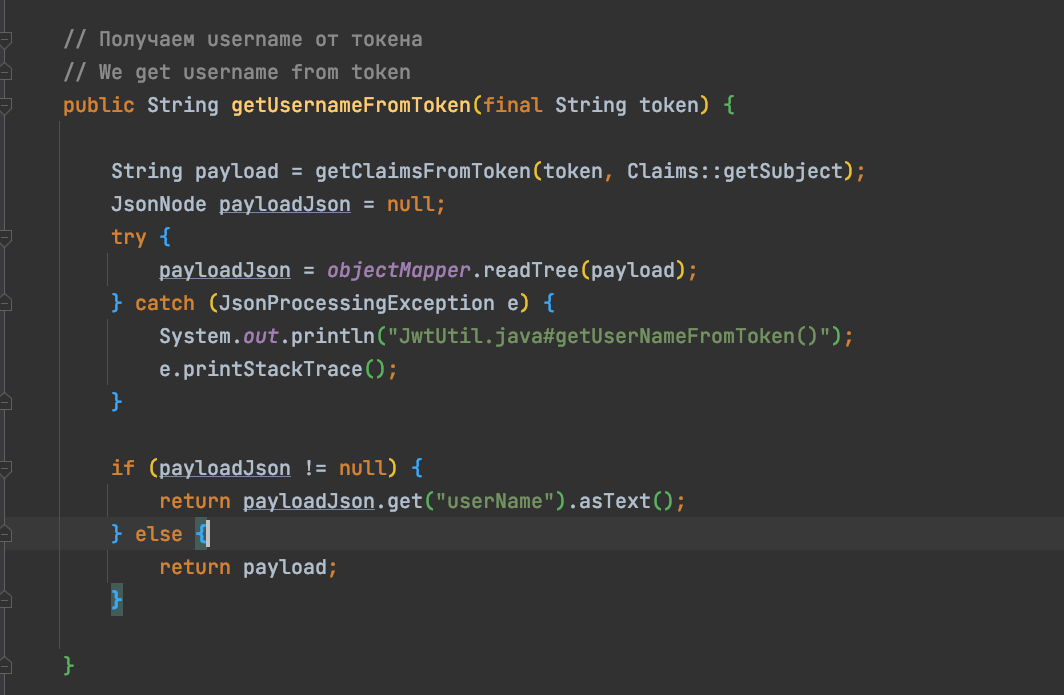 // Получаем username от токена
// We get username from token
public String getUsernameFromToken(final String token) {
String payload = getClaimsFromToken(token, Claims::getSubject);
JsonNode payloadJson = null;
try {
payloadJson = objectMapper.readTree(payload);
} catch (JsonProcessingException e) {
System.out.println("JwtUtil.java#getUserNameFromToken()");
e.printStackTrace();
}
if (payloadJson != null) {
return payloadJson.get("userName").asText();
} else {
return payload;
}
}